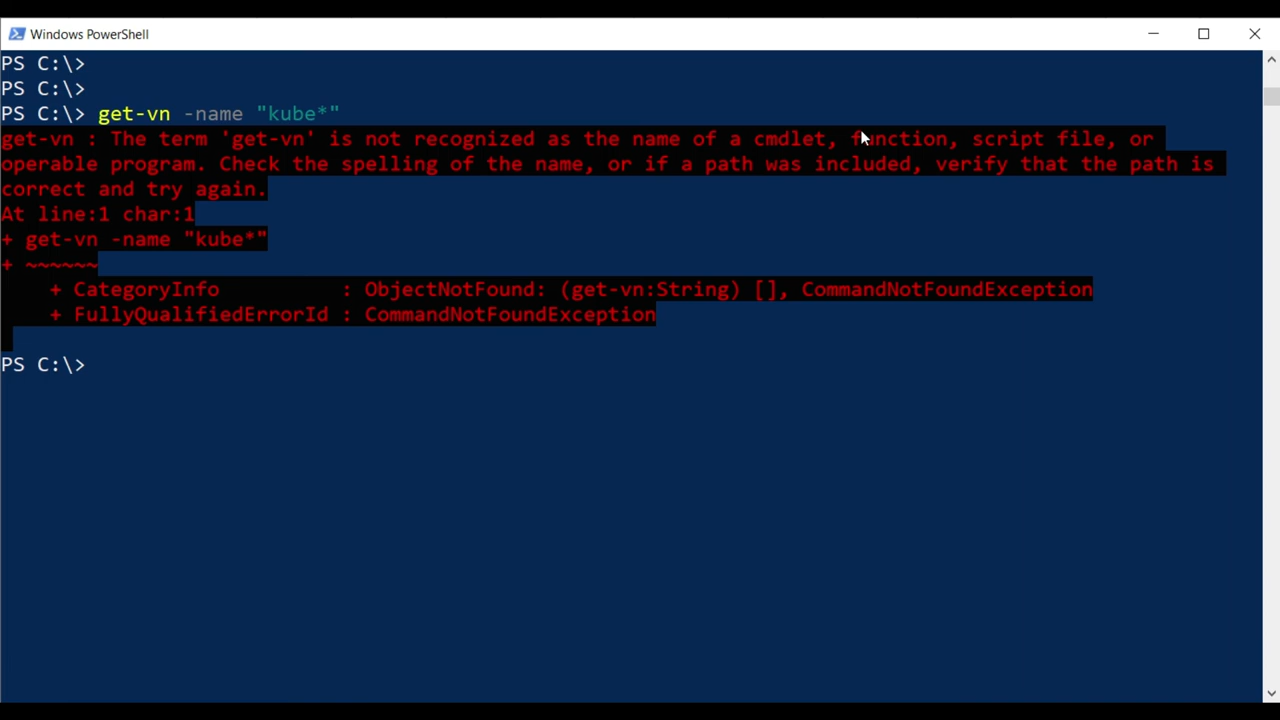 Windows PowerShell
PS C:\>
PS C:\>
PS C:\> get-vn -name "kube*"
get-vn : The term 'get-vn' is not recognized as the name of a cmdlet, function, script file, or
operable program. Check the spelling of the name, or if a path was included, verify that the path is
correct and try again.
At line:1 char:1
+ get-vn -name "kube*"
+ ~~~~~~
    + CategoryInfo          : ObjectNotFound: (get-vn:String) [], CommandNotFoundException
    + FullyQualifiedErrorId : CommandNotFoundException
PS C:\>